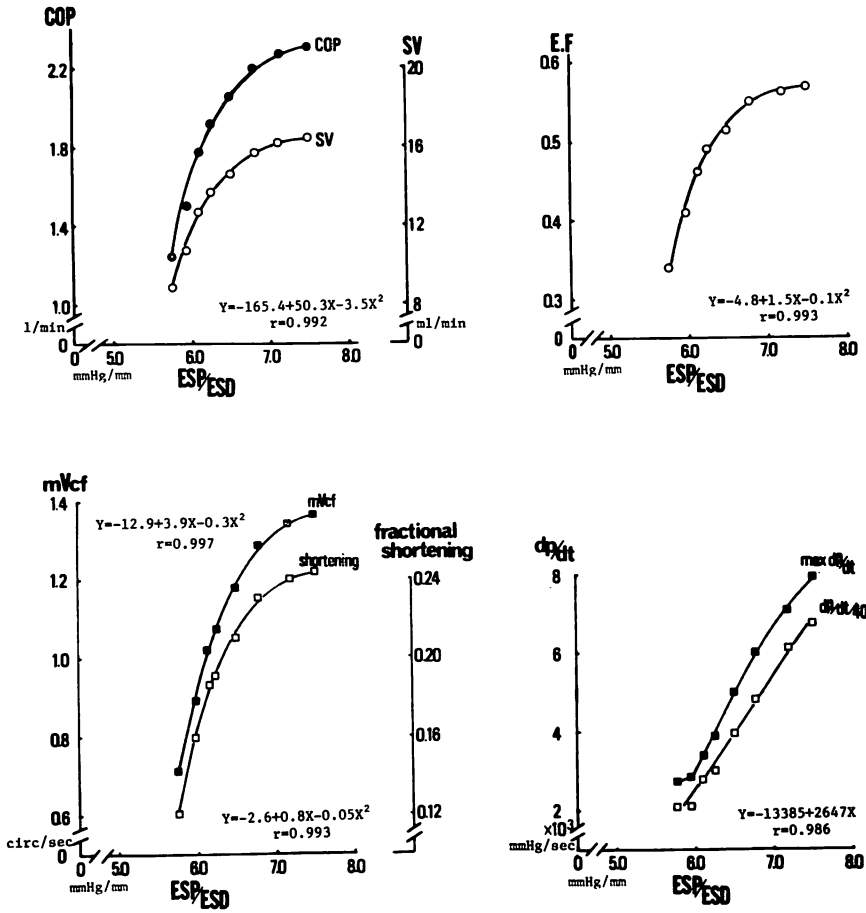 COP
SV
2.2
1.8
1.4
1.0
l/min
0
20
16
12
8
ml/min
0
COP
SV
Y=-165.4+50.3X-3.5X²
r=0.992
0 5.0 6.0 7.0 8.0
mmHg/mm
ESP/ESD
E.F
0.6
0.5
0.4
0.3
0
Y=-4.8+1.5X-0.1X²
r=0.993
0 5.0 6.0 7.0 8.0
mmHg/mm
ESP/ESD
mVcf
1.4
1.2
1.0
0.8
0.6
circ/sec
0
Y=-12.9+3.9X-0.3X²
r=0.997
mVcf
shortening
fractional
shortening
0.24
0.20
0.16
0.12
Y=-2.6+0.8X-0.05X²
r=0.993
0 5.0 6.0 7.0 8.0
mmHg/mm
ESP/ESD
dp/dt
8
6
4
2
×10³
mmHg/sec
0
max dp/dt
dp/dt/40
Y=-13385+2647X
r=0.986
0 5.0 6.0 7.0 8.0
mmHg/mm
ESP/ESD